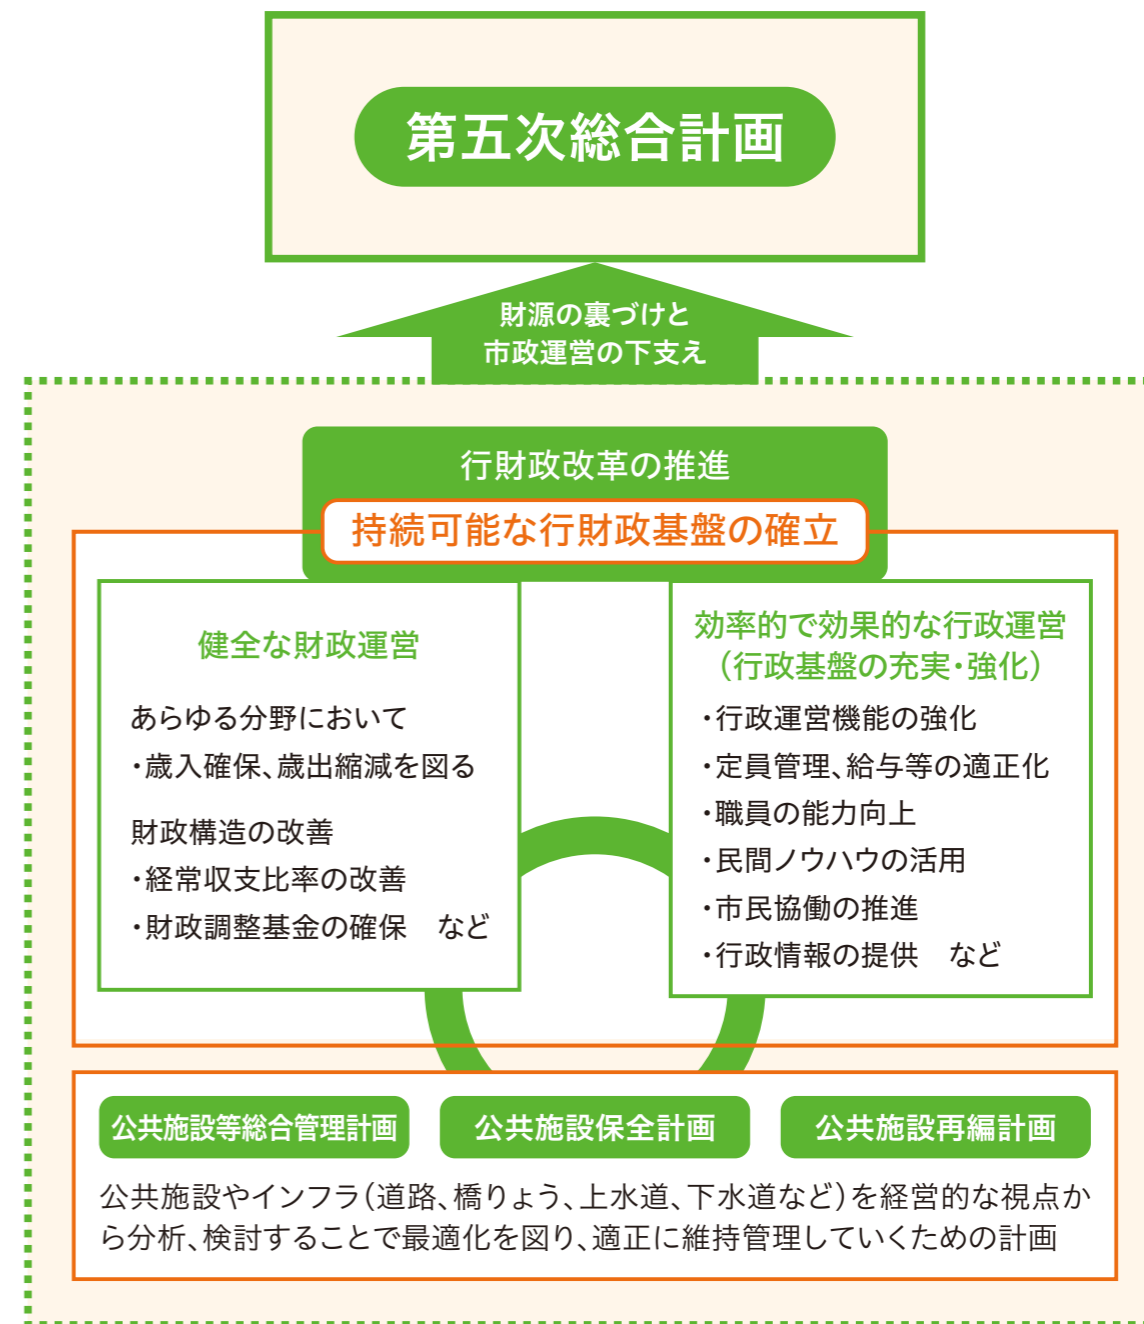 第五次総合計画
財源の裏づけと
市政運営の下支え
行財政改革の推進
持続可能な行財政基盤の確立
健全な財政運営
あらゆる分野において
・歳入確保、歳出縮減を図る
財政構造の改善
・経常収支比率の改善
・財政調整基金の確保　など
効率的で効果的な行政運営
（行政基盤の充実・強化）
・行政運営機能の強化
・定員管理、給与等の適正化
・職員の能力向上
・民間ノウハウの活用
・市民協働の推進
・行政情報の提供　など
公共施設等総合管理計画
公共施設保全計画
公共施設再編計画
公共施設やインフラ（道路、橋りょう、上水道、下水道など）を経営的な視点か
ら分析、検討することで最適化を図り、適正に維持管理していくための計画